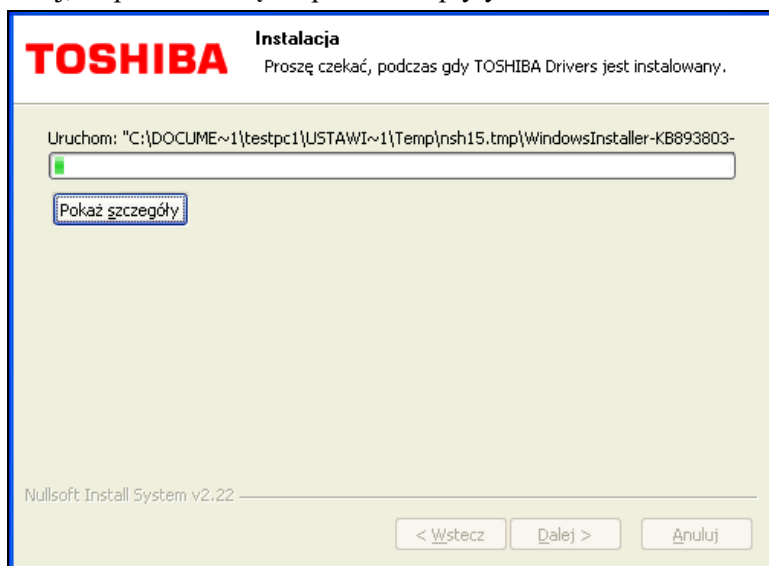 TOSHIBA
Instalacja
Proszę czekać, podczas gdy TOSHIBA Drivers jest instalowany.
Uruchom: "C:\DOCUME~1\testpc1\USTAWI~1\Temp\nsh15.tmp\WindowsInstaller-KB893803-
Pokaż szczegóły
Nullsoft Install System v2.22
< Wstecz Dalej > Anuluj